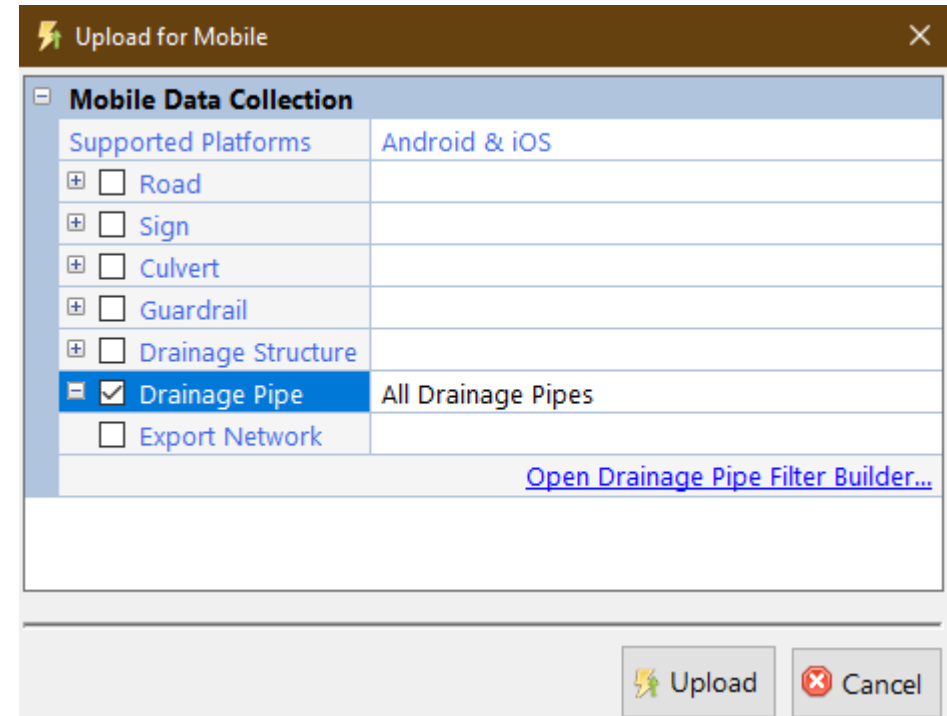 Upload for Mobile
Mobile Data Collection
Supported Platforms Android & iOS
Road
Sign
Culvert
Guardrail
Drainage Structure
Drainage Pipe All Drainage Pipes
Export Network
Open Drainage Pipe Filter Builder...
Upload Cancel